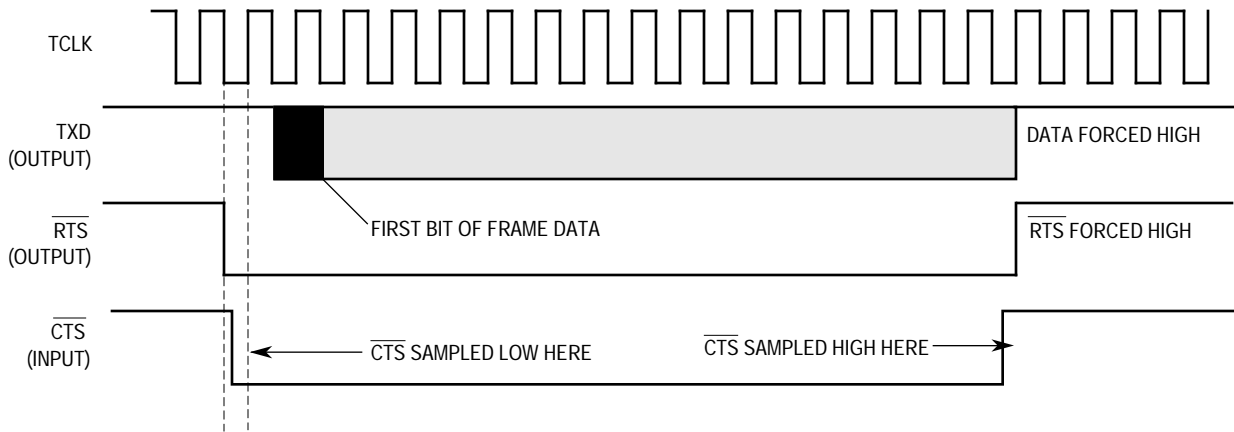 TCLK
TXD
(OUTPUT)
DATA FORCED HIGH
FIRST BIT OF FRAME DATA
RTS
(OUTPUT)
RTS FORCED HIGH
CTS
(INPUT)
CTS SAMPLED LOW HERE
CTS SAMPLED HIGH HERE